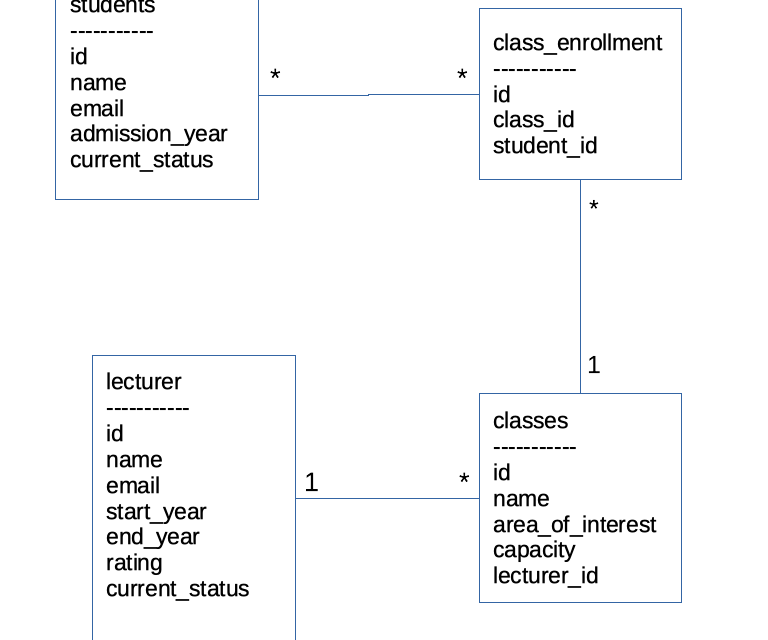 students
-----------
id
name
email
admission_year
current_status
*
*
class_enrollment
-----------
id
class_id
student_id
*
1
lecturer
-----------
id
name
email
start_year
end_year
rating
current_status
1
*
classes
-----------
id
name
area_of_interest
capacity
lecturer_id